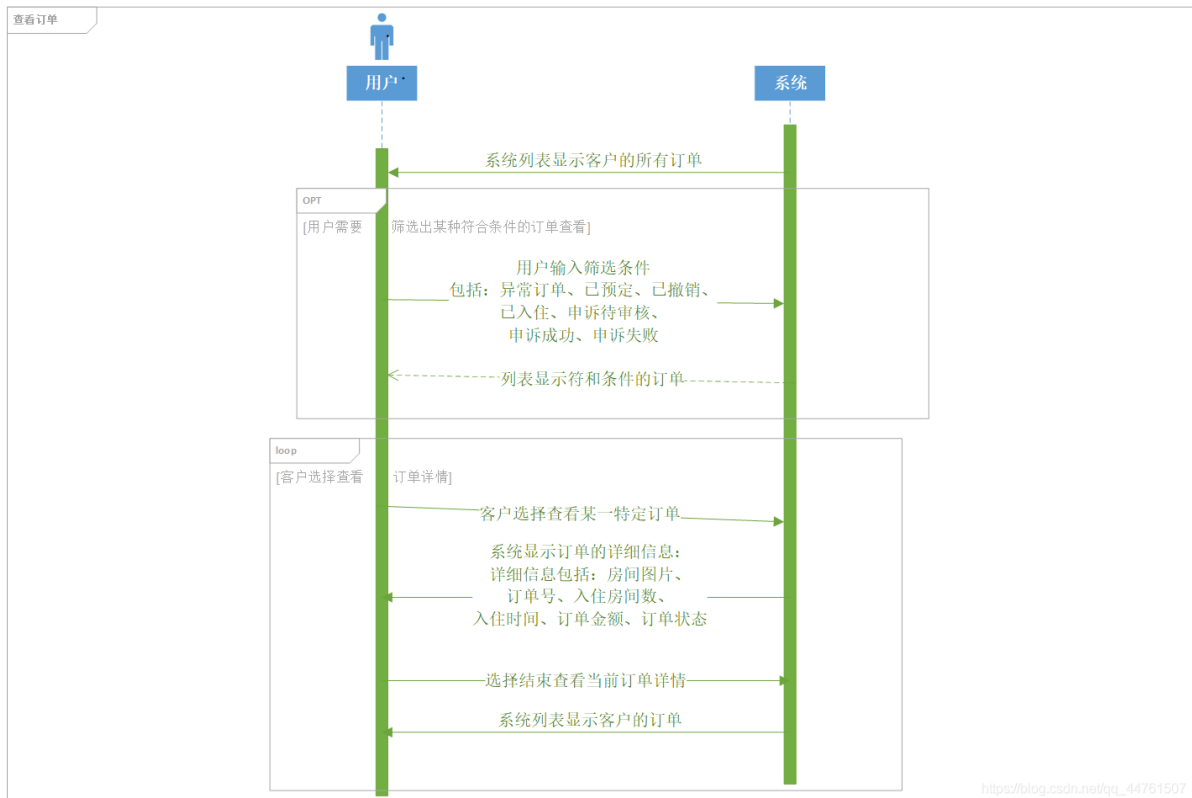 查看订单
用户
系统
系统列表显示客户的所有订单
OPT
[用户需要 筛选出某种符合条件的订单查看]
用户输入筛选条件
包括：异常订单、已预定、已撤销、
已入住、申诉待审核、
申诉成功、申诉失败
列表显示符和条件的订单
loop
[客户选择查看 订单详情]
客户选择查看某一特定订单
系统显示订单的详细信息：
详细信息包括：房间图片、
订单号、入住房间数、
入住时间、订单金额、订单状态
选择结束查看当前订单详情
系统列表显示客户的订单
https://blog.csdn.net/qq_44761507